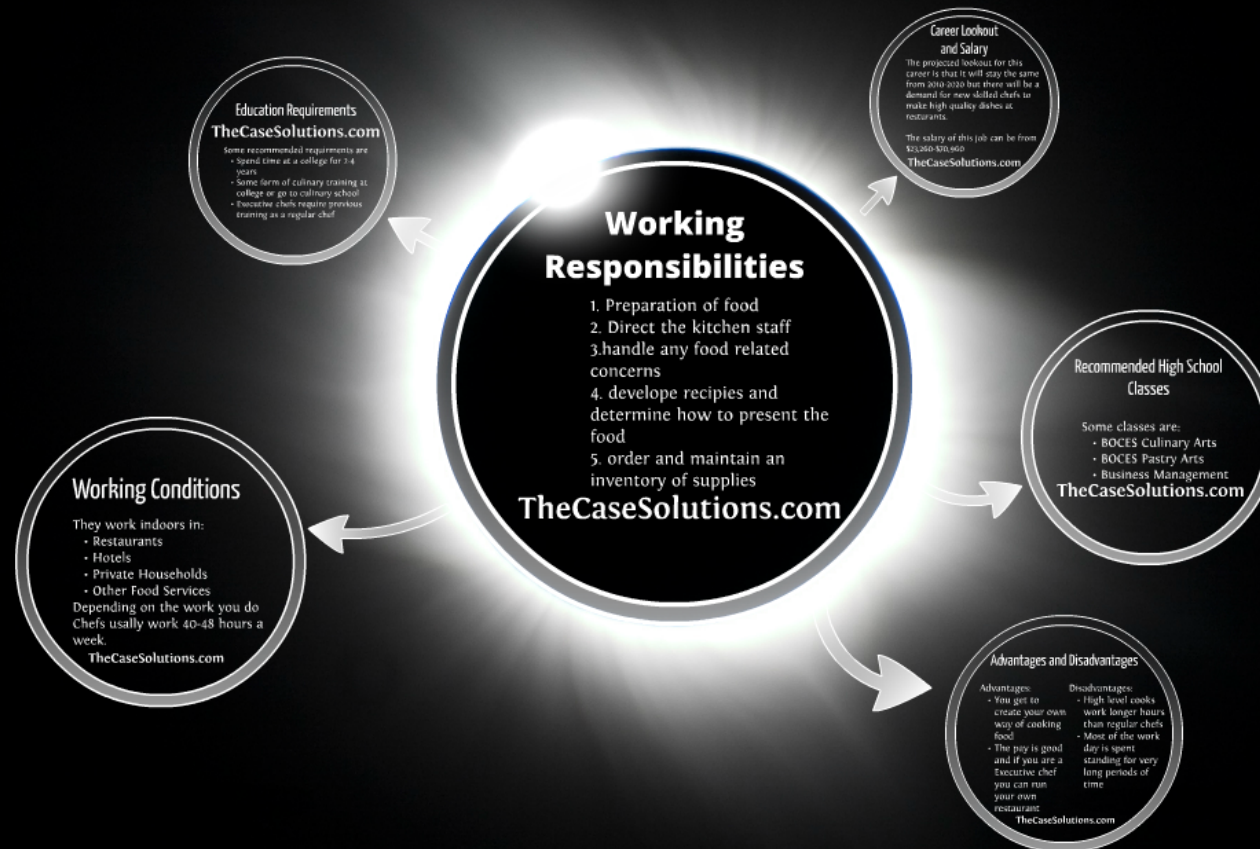 Education Requirements
TheCaseSolutions.com
Some recommended requirments are
• Spend time at a college for 2-4
years
• Some form of culinary training at
college or go to culinary school
• Executive chefs require previous
training as a regular chef
Career Lookout
and Salary
The projected lookout for this
career is that it will stay the same
from 2010-2020 but there will be a
demand for new skilled chefs to
make high quality dishes at
resturants.
The salary of this job can be from
$23,260-$70,960
TheCaseSolutions.com
Working
Responsibilities
1. Preparation of food
2. Direct the kitchen staff
3.handle any food related
concerns
4. develope recipies and
determine how to present the
food
5. order and maintain an
inventory of supplies
TheCaseSolutions.com
Recommended High School
Classes
Some classes are:
• BOCES Culinary Arts
• BOCES Pastry Arts
• Business Management
TheCaseSolutions.com
Working Conditions
They work indoors in:
• Restaurants
• Hotels
• Private Households
• Other Food Services
Depending on the work you do
Chefs usally work 40-48 hours a
week.
TheCaseSolutions.com
Advantages and Disadvantages
Advantages:
• You get to
create your own
way of cooking
food
• The pay is good
and if you are a
Executive chef
you can run
your own
restaurant
Disadvantages:
• High level cooks
work longer hours
than regular chefs
• Most of the work
day is spent
standing for very
long periods of
time
TheCaseSolutions.com